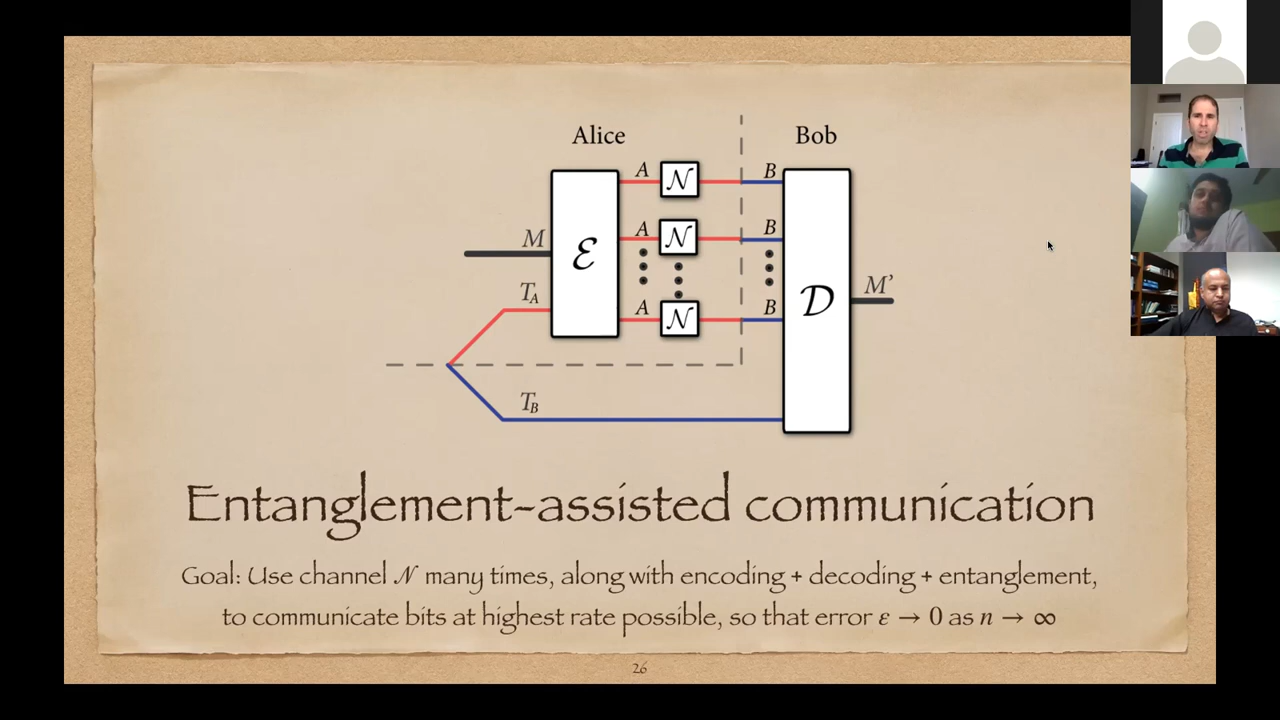 Alice
Bob
A
𝒩
B
M
ℰ
A
𝒩
B
T_A
A
𝒩
B
𝒟
M’
T_B
Entanglement-assisted communication
Goal: Use channel 𝒩 many times, along with encoding + decoding + entanglement,
to communicate bits at highest rate possible, so that error ε → 0 as n → ∞
26